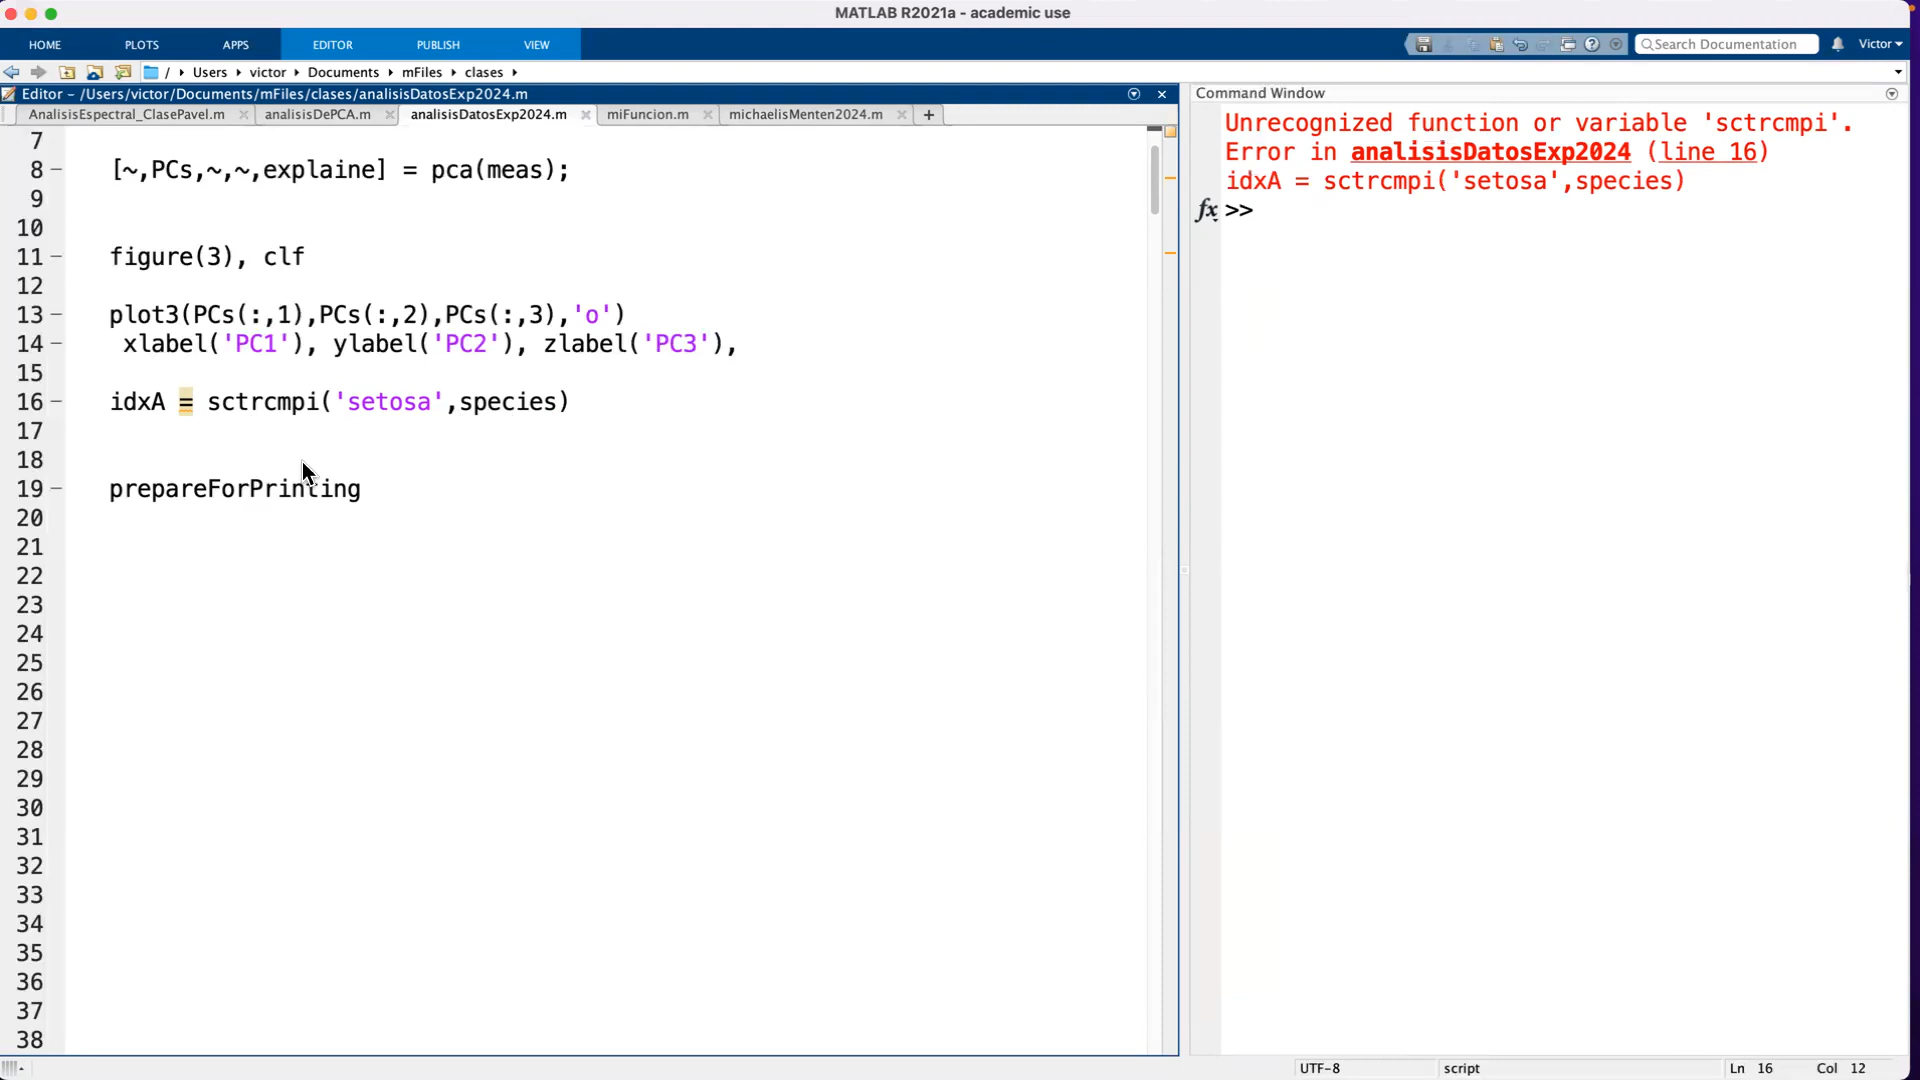 MATLAB R2021a - academic use
HOME PLOTS APPS EDITOR PUBLISH VIEW Search Documentation Victor
/ Users victor Documents mFiles clases
Editor – /Users/victor/Documents/mFiles/clases/analisisDatosExp2024.m
AnalisisEspectral_ClasePavel.m analisisDePCA.m analisisDatosExp2024.m miFuncion.m michaelisMenten2024.m +
7
8 – [~,PCs,~,~,explaine] = pca(meas);
9
10
11 – figure(3), clf
12
13 – plot3(PCs(:,1),PCs(:,2),PCs(:,3),'o')
14 – xlabel('PC1'), ylabel('PC2'), zlabel('PC3'),
15
16 – idxA = sctrcmpi('setosa',species)
17
18
19 – prepareForPrinting
20
21
22
23
24
25
26
27
28
29
30
31
32
33
34
35
36
37
38
Command Window
Unrecognized function or variable 'sctrcmpi'.
Error in analisisDatosExp2024 (line 16)
idxA = sctrcmpi('setosa',species)
fx >>
UTF-8 script Ln 16 Col 12